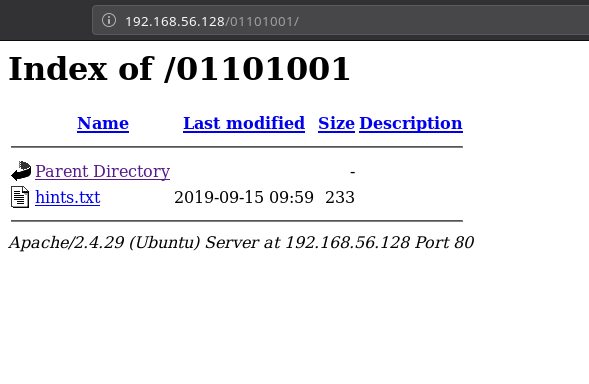 192.168.56.128/01101001/
Index of /01101001
Name Last modified Size Description
Parent Directory -
hints.txt 2019-09-15 09:59 233
Apache/2.4.29 (Ubuntu) Server at 192.168.56.128 Port 80